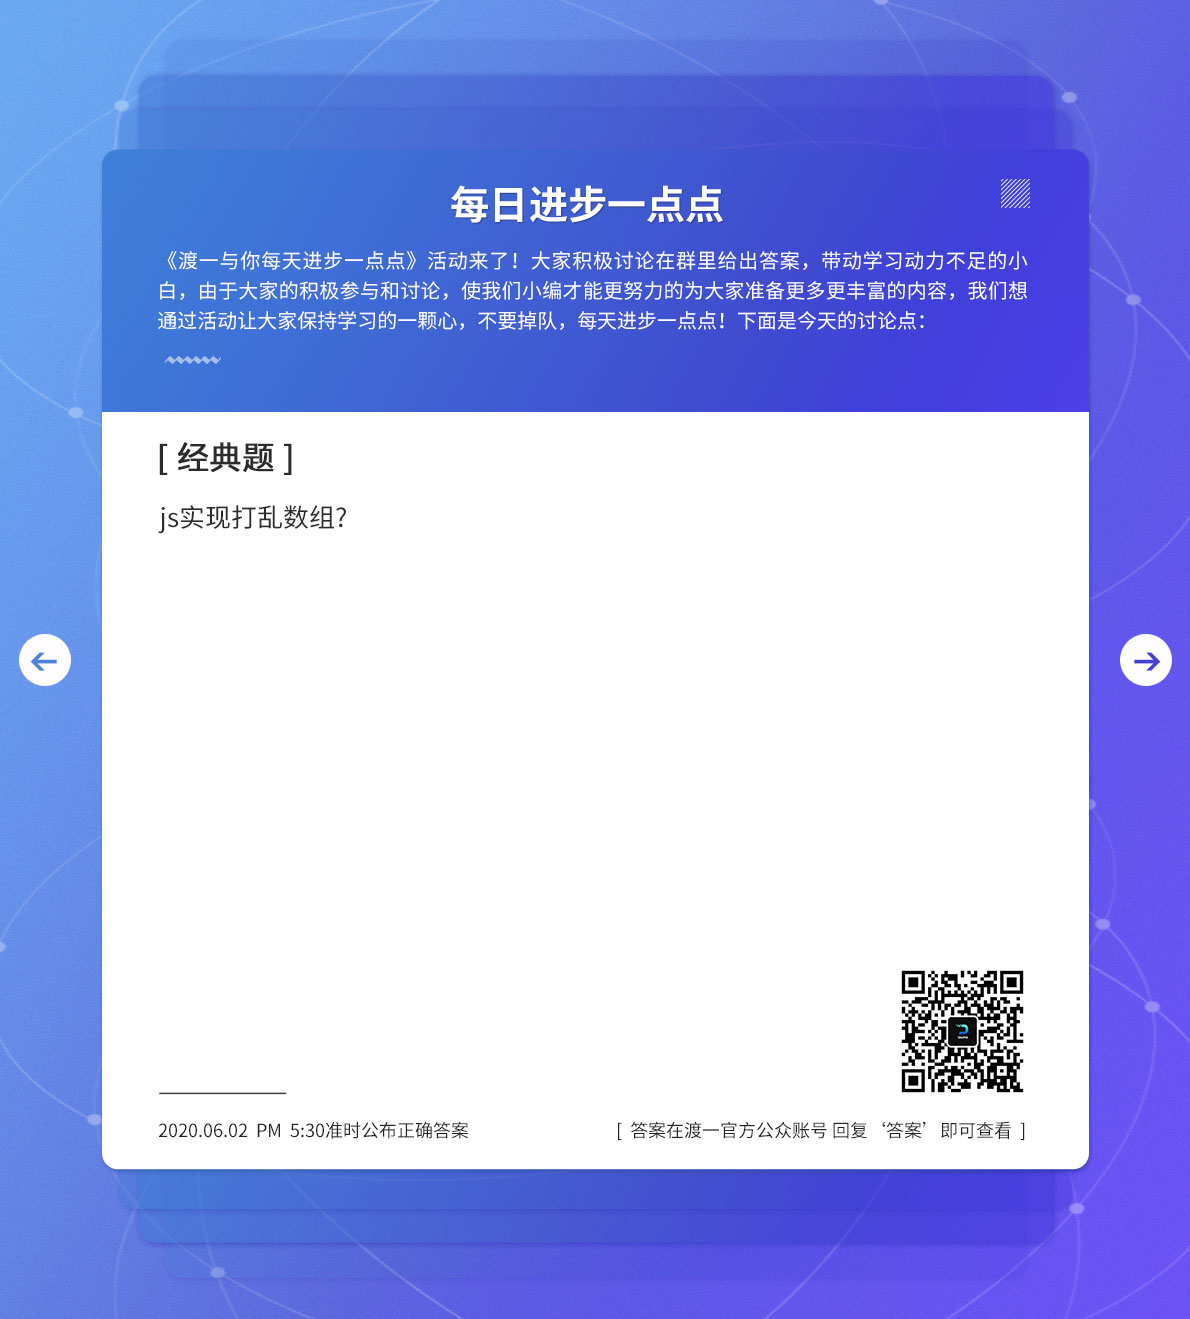 每日进步一点点
《渡一与你每天进步一点点》活动来了！大家积极讨论在群里给出答案，带动学习动力不足的小
白，由于大家的积极参与和讨论，使我们小编才能更努力的为大家准备更多更丰富的内容，我们想
通过活动让大家保持学习的一颗心，不要掉队，每天进步一点点！下面是今天的讨论点：
[ 经典题 ]
js实现打乱数组?
2020.06.02 PM 5:30准时公布正确答案
[ 答案在渡一官方公众账号 回复‘答案’即可查看 ]